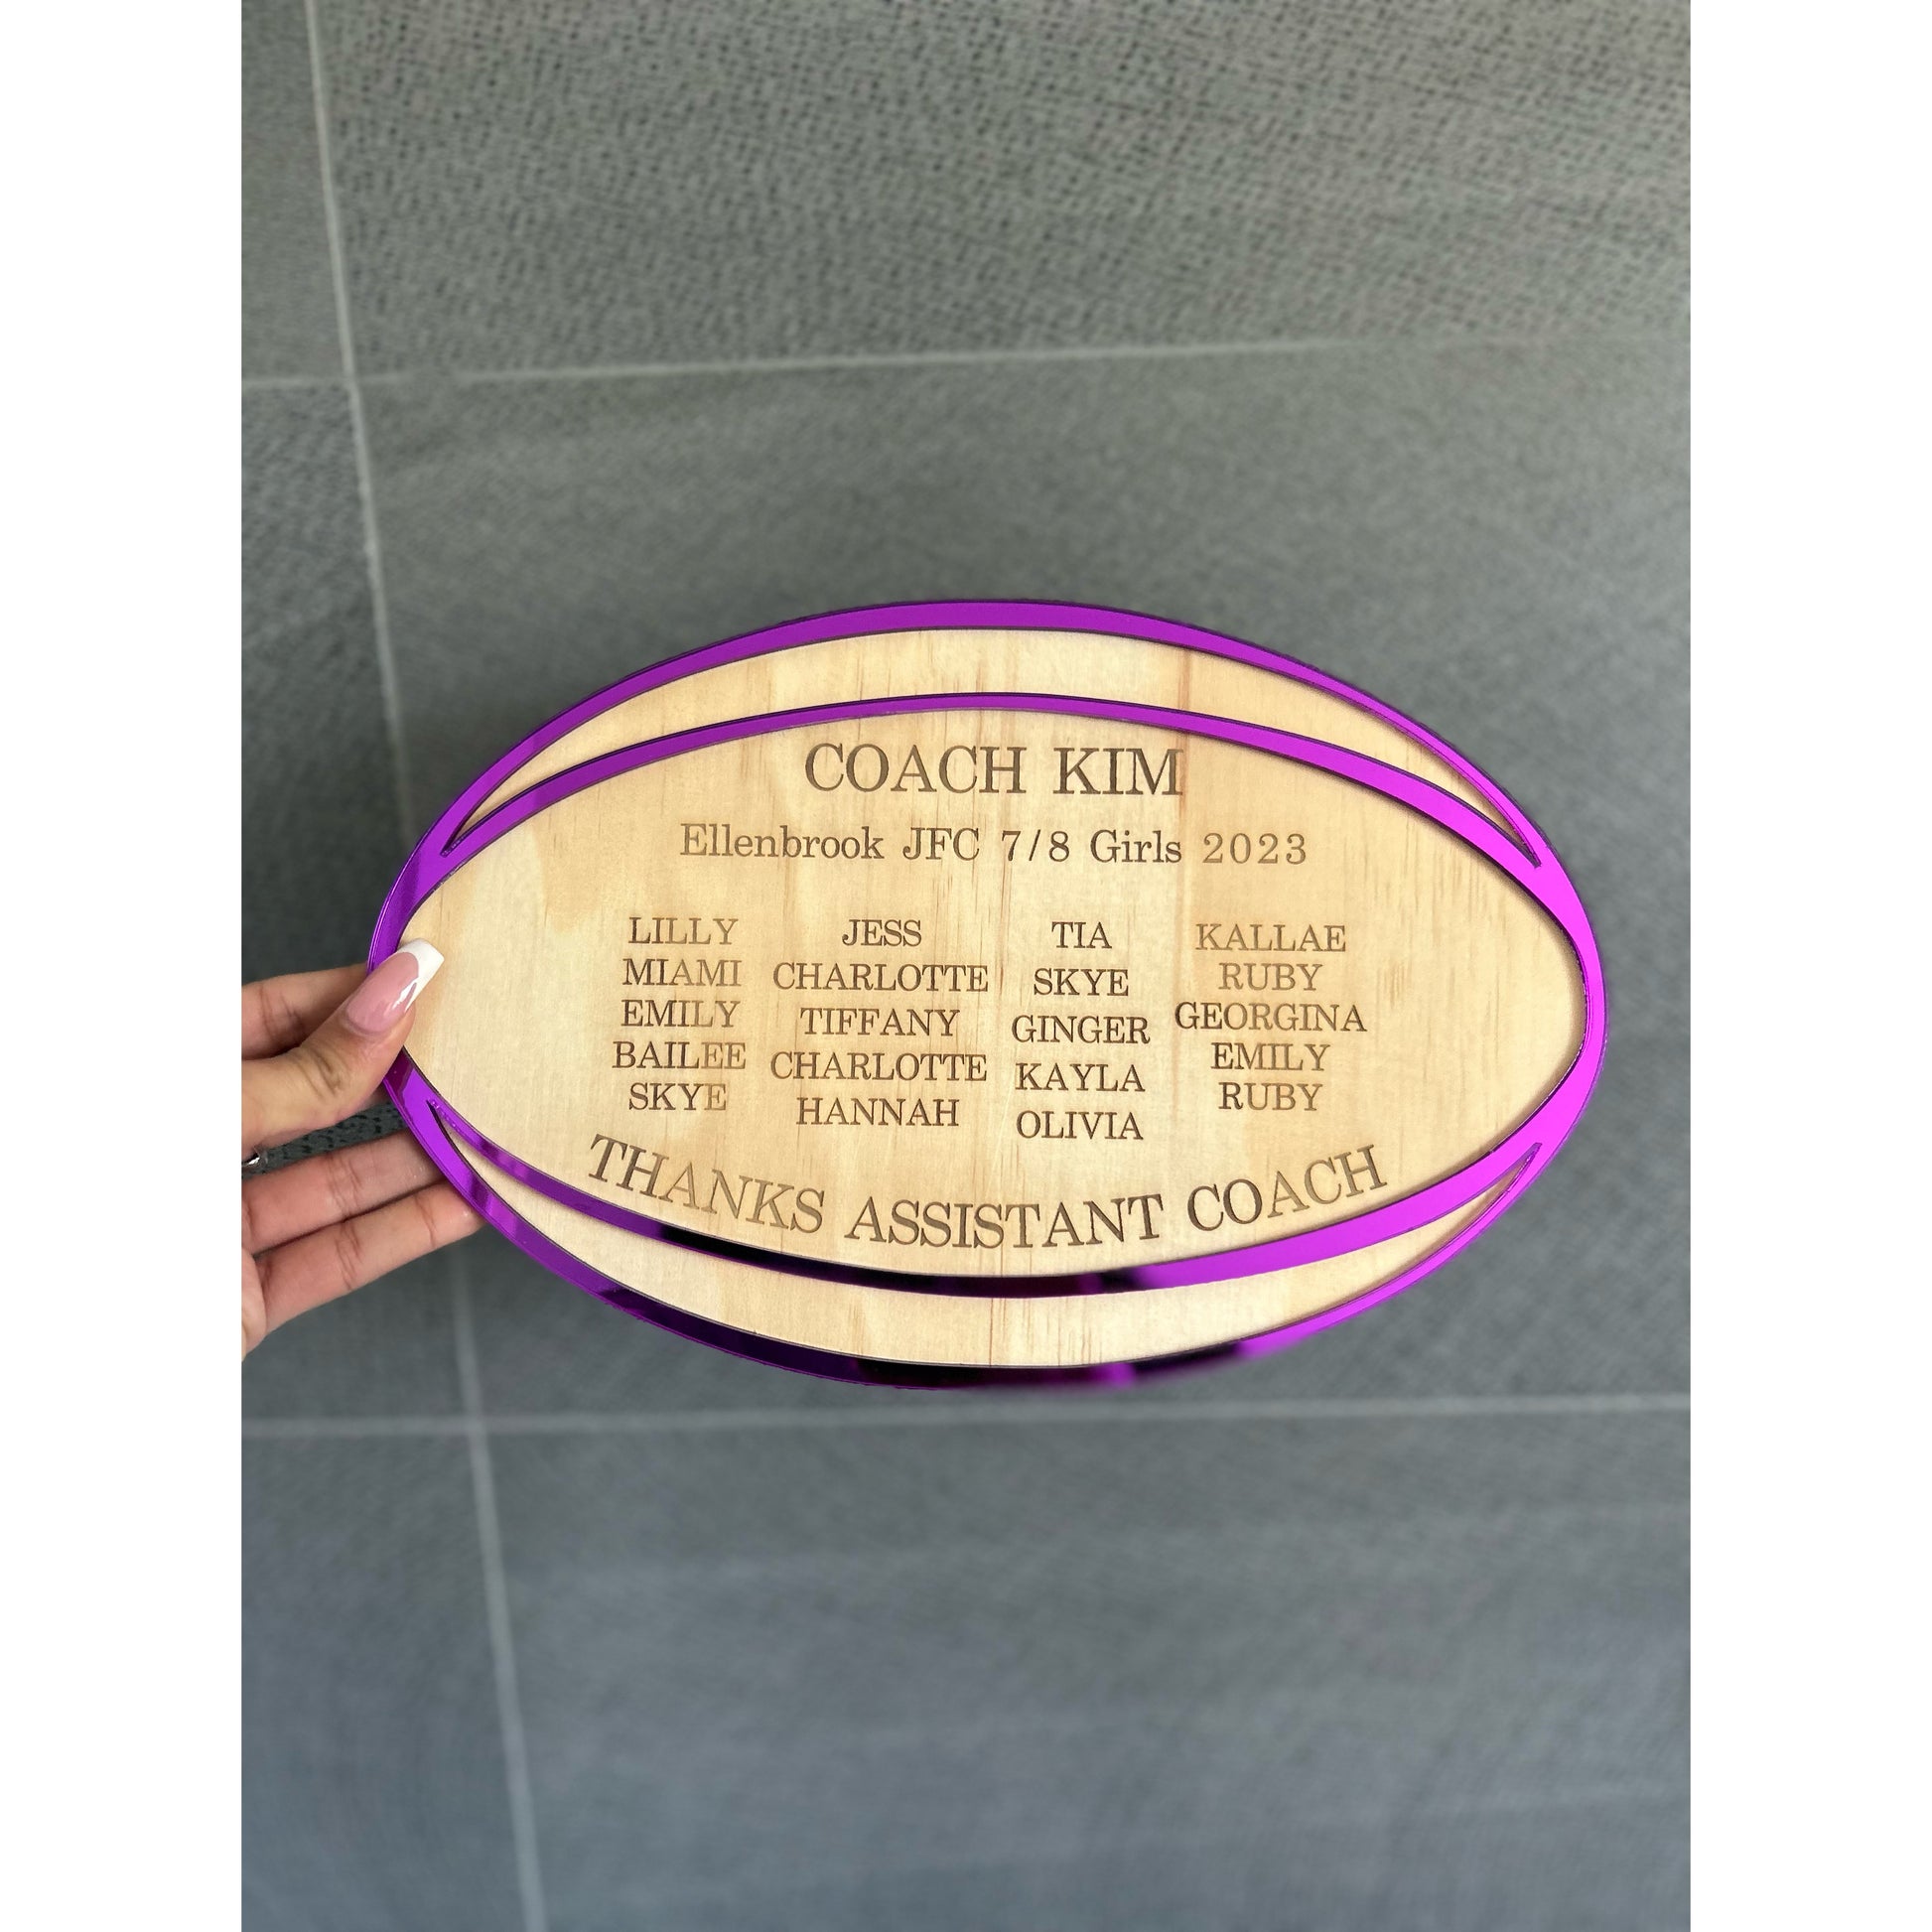 COACH KIM
Ellenbrook JFC 7/8 Girls 2023
LILLY
MIAMI
EMILY
BAILEE
SKYE
JESS
CHARLOTTE
TIFFANY
CHARLOTTE
HANNAH
TIA
SKYE
GINGER
KAYLA
OLIVIA
KALLAE
RUBY
GEORGINA
EMILY
RUBY
THANKS ASSISTANT COACH